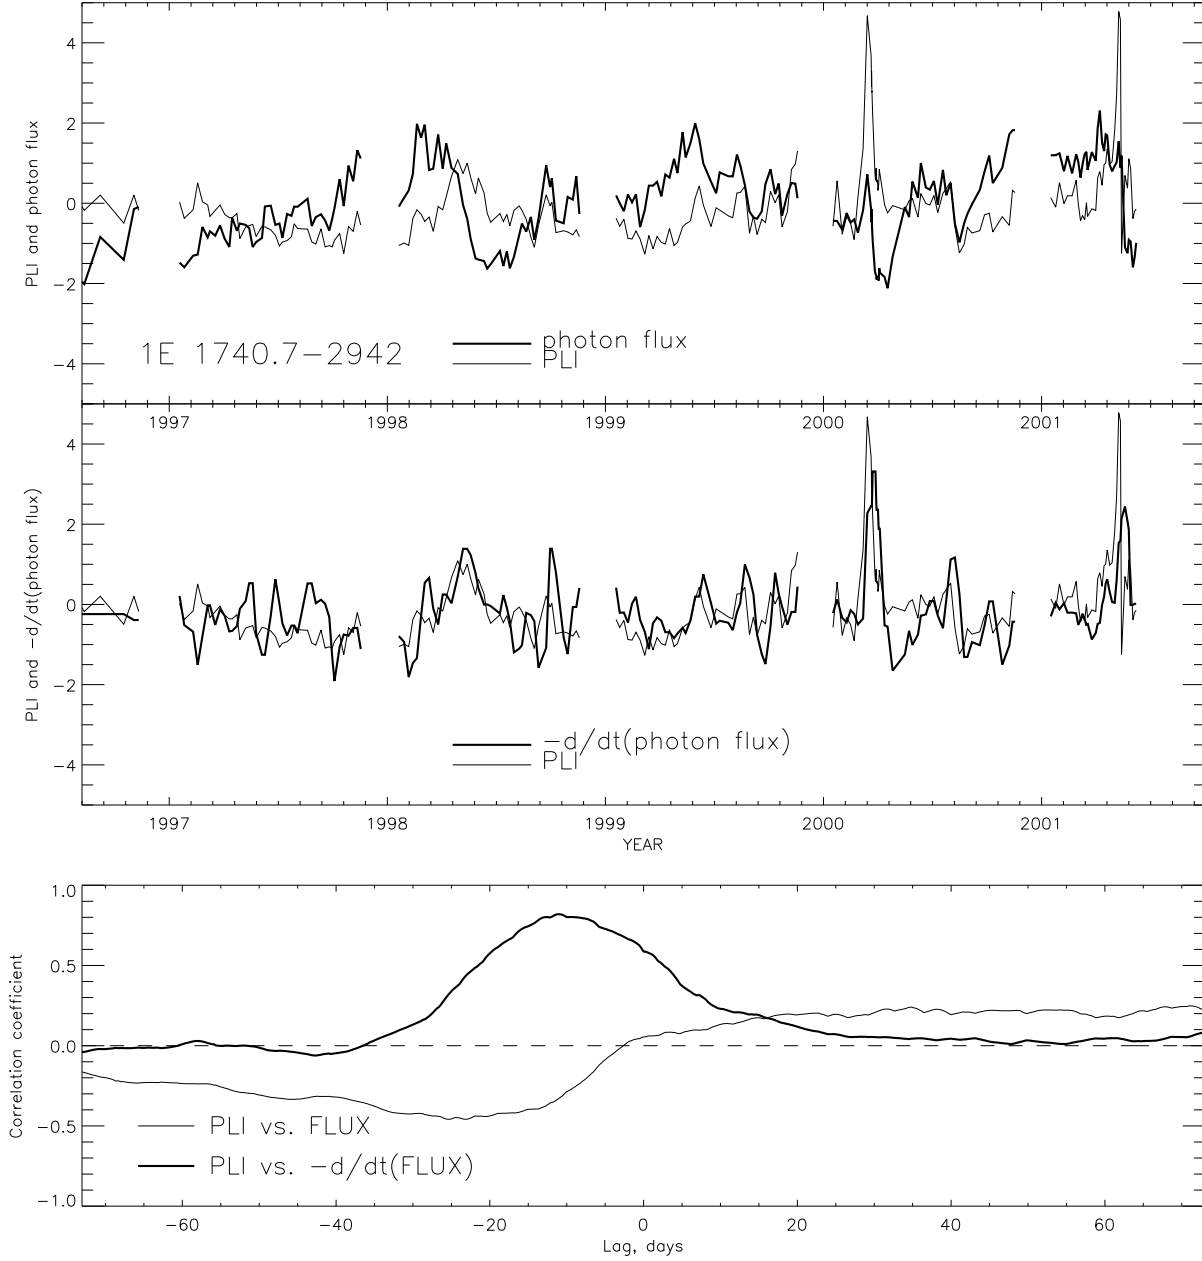 PLI and photon flux
4
2
0
−2
−4
1E 1740.7−2942
photon flux
PLI
1997
1998
1999
2000
2001
PLI and −d/dt(photon flux)
4
2
0
−2
−4
−d/dt(photon flux)
PLI
1997
1998
1999
2000
2001
YEAR
Correlation coefficient
1.0
0.5
0.0
−0.5
−1.0
PLI vs. FLUX
PLI vs. −d/dt(FLUX)
−60
−40
−20
0
20
40
60
Lag, days